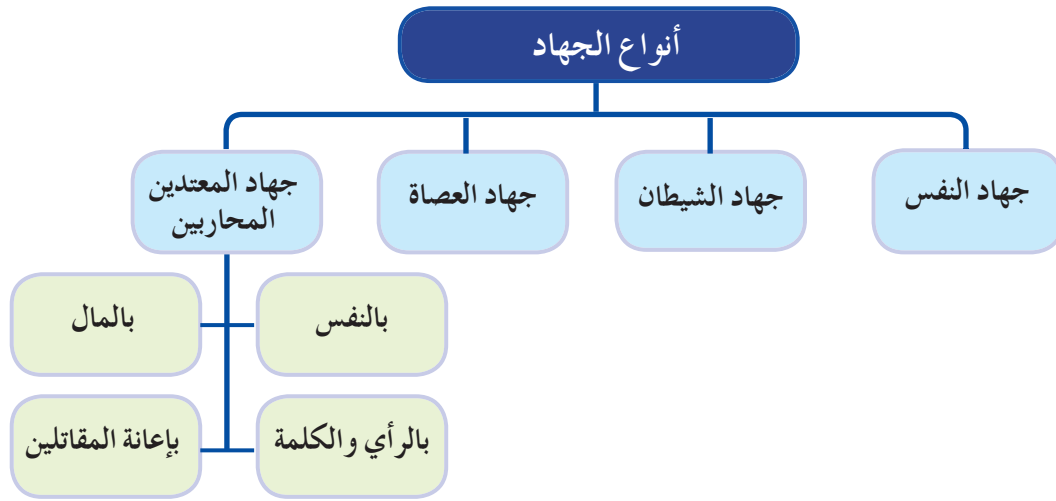 أنواع الجهاد
جهاد النفس
جهاد الشيطان
جهاد العصاة
جهاد المعتدين
المحاربين
بالنفس
بالمال
بالرأي والكلمة
بإعانة المقاتلين